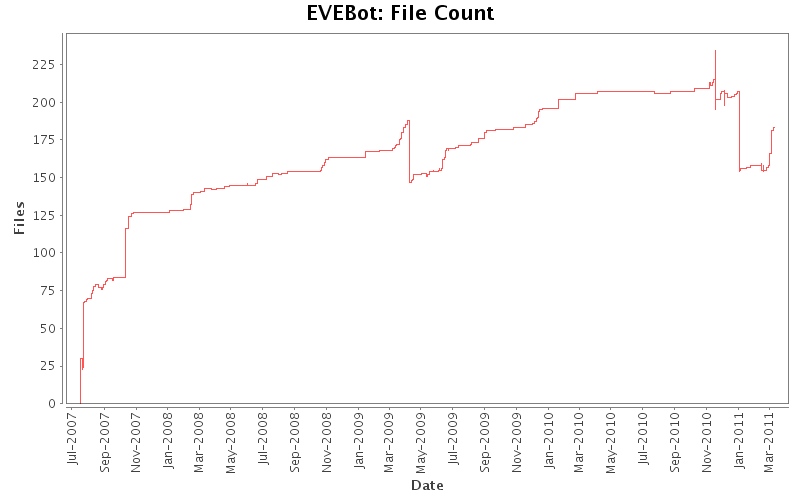 EVEBot: File Count
Files
225
200
175
150
125
100
75
50
25
0
Jul-2007
Sep-2007
Nov-2007
Jan-2008
Mar-2008
May-2008
Jul-2008
Sep-2008
Nov-2008
Jan-2009
Mar-2009
May-2009
Jul-2009
Sep-2009
Nov-2009
Jan-2010
Mar-2010
May-2010
Jul-2010
Sep-2010
Nov-2010
Jan-2011
Mar-2011
Date